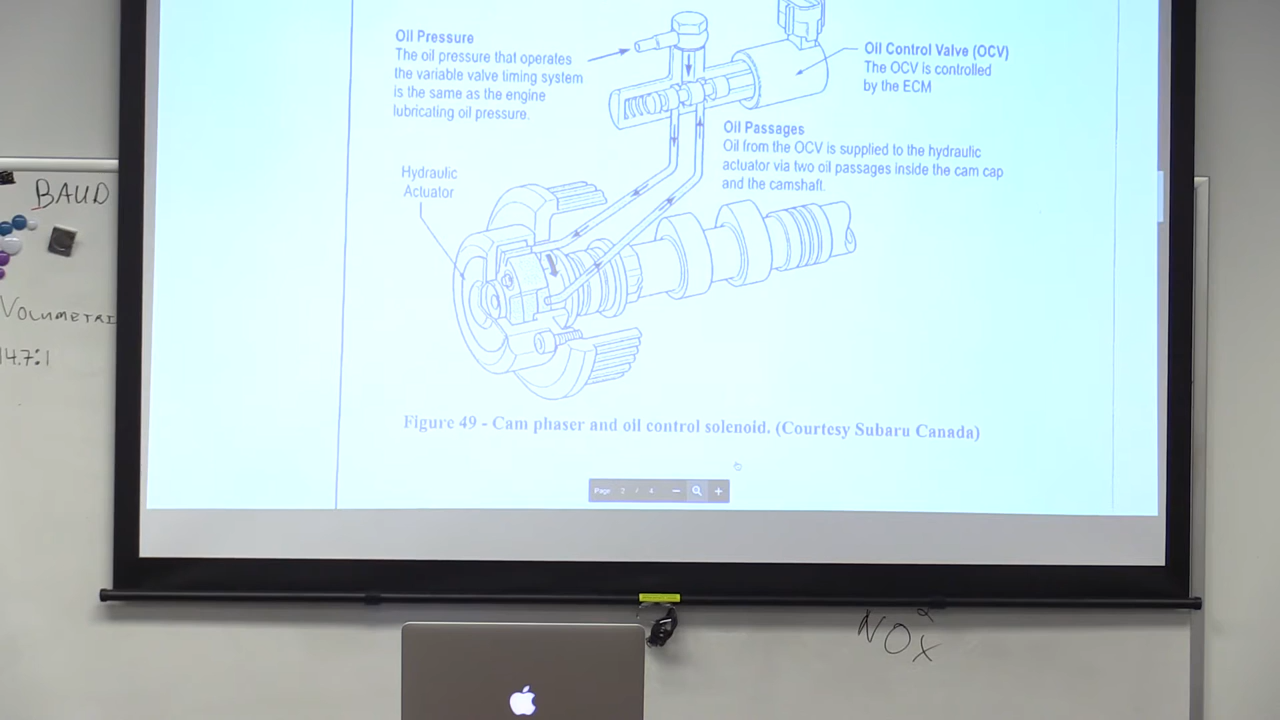 Oil Pressure
The oil pressure that operates
the variable valve timing system
is the same as the engine
lubricating oil pressure.
Oil Control Valve (OCV)
The OCV is controlled
by the ECM
Oil Passages
Oil from the OCV is supplied to the hydraulic
actuator via two oil passages inside the cam cap
and the camshaft.
Hydraulic
Actuator
BAUD
VOLUMETRI
14.7:1
Figure 49 - Cam phaser and oil control solenoid. (Courtesy Subaru Canada)
Page 2 / 4
NOx